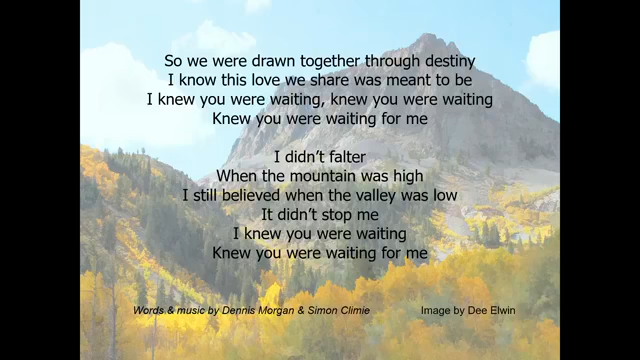 So we were drawn together through destiny
I know this love we share was meant to be
I knew you were waiting, knew you were waiting
Knew you were waiting for me
I didn’t falter
When the mountain was high
I still believed when the valley was low
It didn’t stop me
I knew you were waiting
Knew you were waiting for me
Words & music by Dennis Morgan & Simon Climie
Image by Dee Elwin